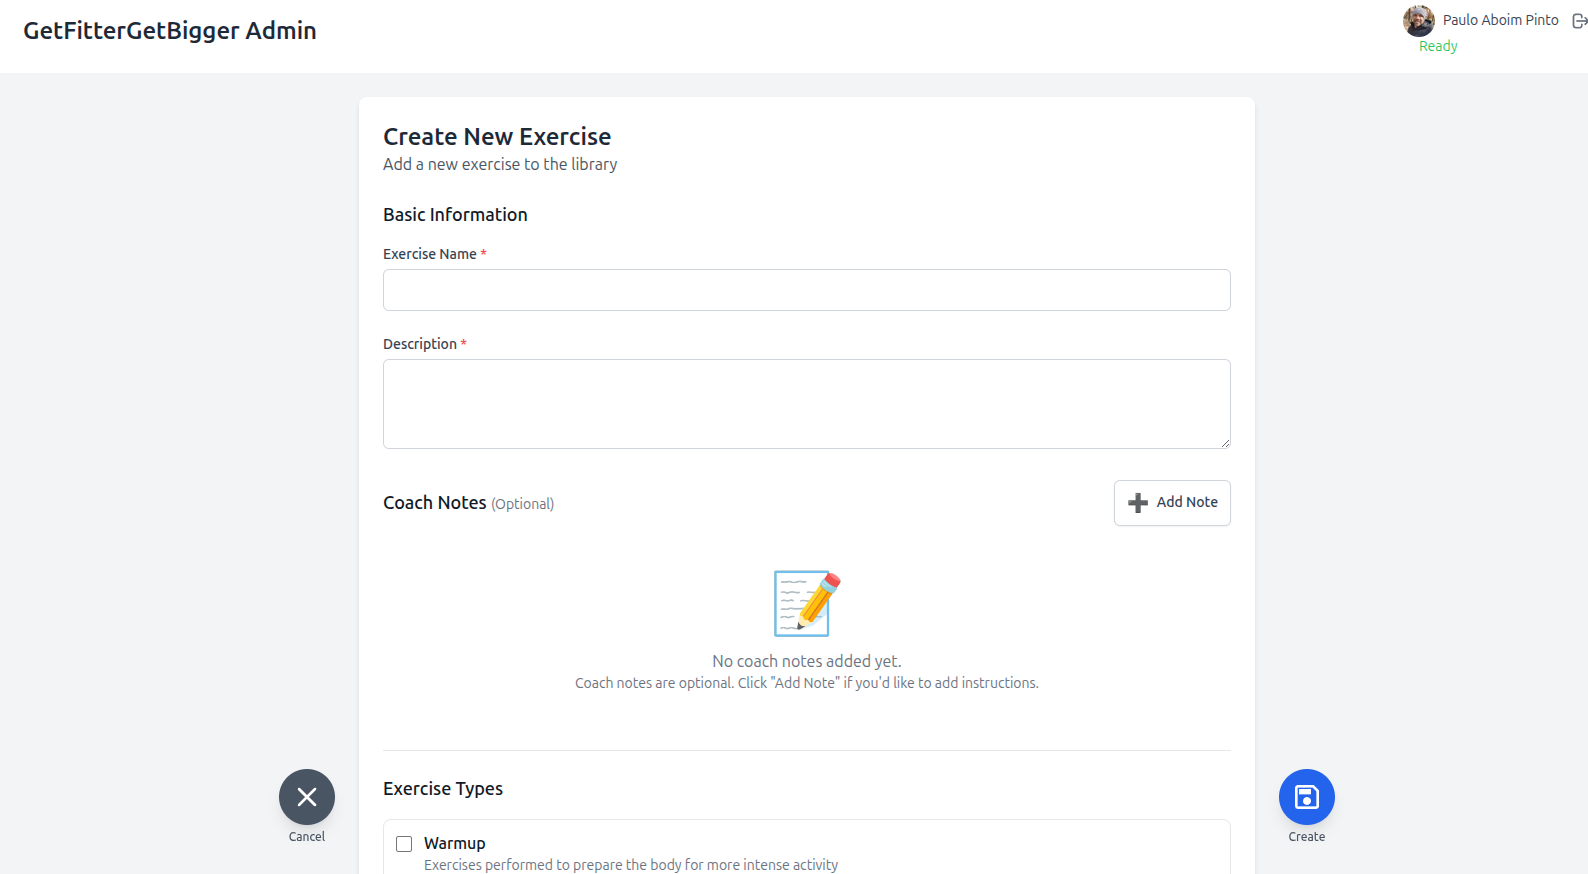 GetFitterGetBigger Admin
Paulo Aboim Pinto
Ready
Create New Exercise
Add a new exercise to the library
Basic Information
Exercise Name *
Description *
Coach Notes (Optional)
Add Note
No coach notes added yet.
Coach notes are optional. Click "Add Note" if you'd like to add instructions.
Exercise Types
Warmup
Exercises performed to prepare the body for more intense activity
Cancel
Create